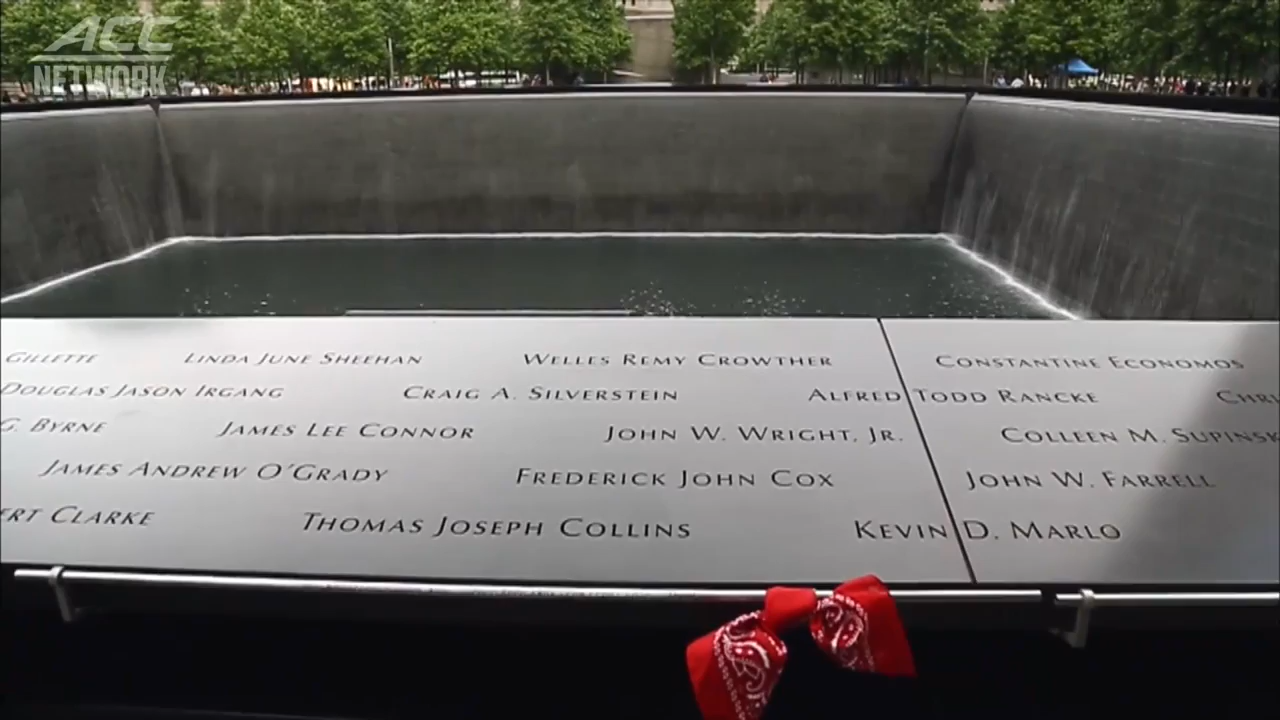 ACC
NETWORK
GILLETTE LINDA JUNE SHEEHAN WELLES REMY CROWTHER CONSTANTINE ECONOMOS
DOUGLAS JASON IRGANG CRAIG A. SILVERSTEIN ALFRED TODD RANCKE CHRI
G. BYRNE JAMES LEE CONNOR JOHN W. WRIGHT, JR. COLLEEN M. SUPINSK
JAMES ANDREW O'GRADY FREDERICK JOHN COX JOHN W. FARRELL
ERT CLARKE THOMAS JOSEPH COLLINS KEVIN D. MARLO